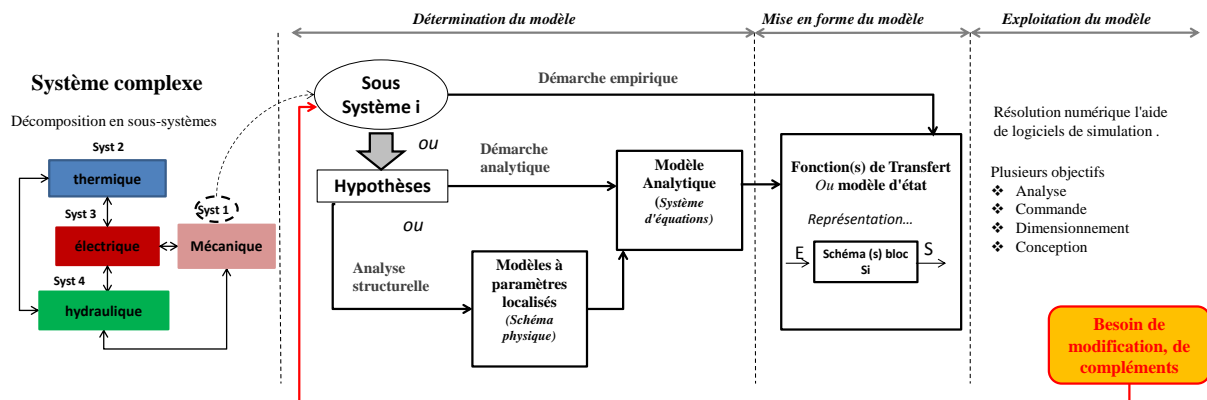 Détermination du modèle
Mise en forme du modèle
Exploitation du modèle
Système complexe
Décomposition en sous-systèmes
Syst 2
thermique
Syst 3
électrique
Syst 1
Mécanique
Syst 4
hydraulique
Sous
Système i
ou
Hypothèses
ou
Démarche empirique
Démarche
analytique
Analyse
structurelle
Modèles à
paramètres
localisés
(Schéma
physique)
Modèle
Analytique
(Système
d'équations)
Fonction(s) de Transfert
Ou modèle d'état
Représentation...
E
Schéma (s) bloc
Si
S
Résolution numérique l'aide
de logiciels de simulation .
Plusieurs objectifs
❖ Analyse
❖ Commande
❖ Dimensionnement
❖ Conception
Besoin de
modification, de
compléments